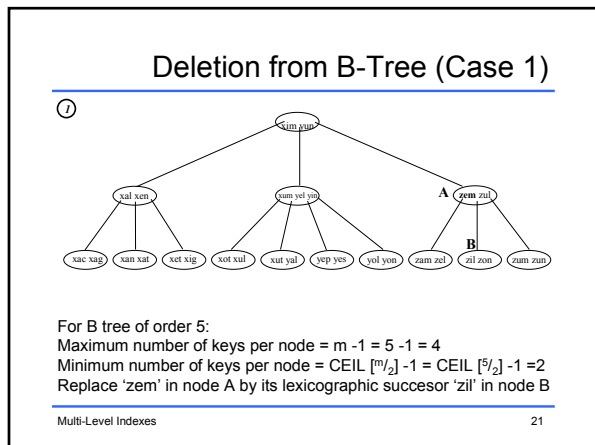 Deletion from B-Tree (Case 1)
1
xim yun
xal xen
xum yel yin
A zem zul
B
xac xag xan xat xet xig xot xul xut yal yep yes yol yon zam zel zil zon zum zun
For B tree of order 5:
Maximum number of keys per node = m -1 = 5 -1 = 4
Minimum number of keys per node = CEIL [m/2] -1 = CEIL [5/2] -1 =2
Replace ‘zem’ in node A by its lexicographic succesor ‘zil’ in node B
Multi-Level Indexes 21